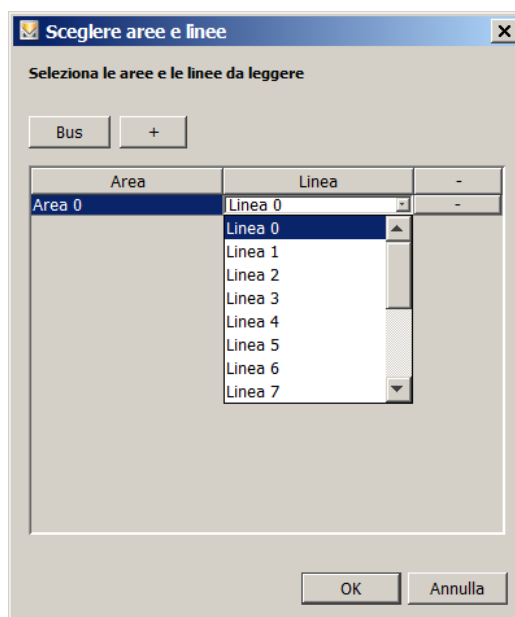 Sceglere aree e linee
Seleziona le aree e le linee da leggere
Bus +
Area Linea -
Area 0 Linea 0 -
Linea 0
Linea 1
Linea 2
Linea 3
Linea 4
Linea 5
Linea 6
Linea 7
OK Annulla